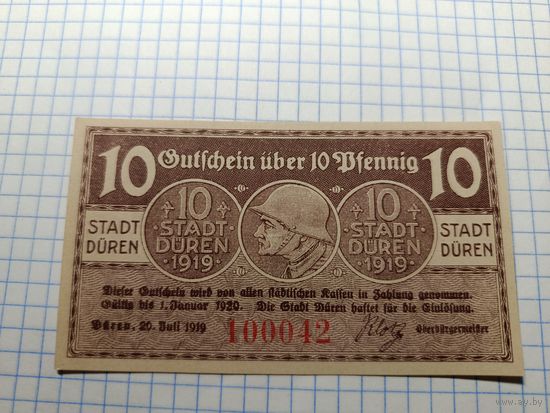 10 Gutschein über 10 Pfennig 10
STADT DÜREN
10 STADT DÜREN 1919
10 STADT DÜREN 1919
STADT DÜREN
Dieser Gutschein wird von allen städtischen Kassen in Zahlung genommen.
Gültig bis 1. Januar 1920. Die Stadt Düren haftet für die Einlösung.
Düren, 20. Juli 1919 100042 Klotz Oberbürgermeister
www.ay.by